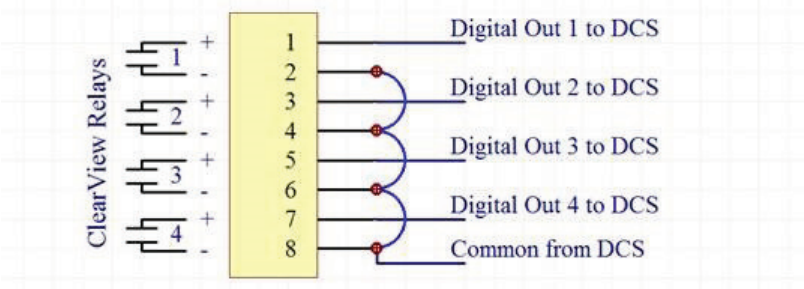 ClearView Relays
1 + -
2 + -
3 + -
4 + -
1
2
3
4
5
6
7
8
Digital Out 1 to DCS
Digital Out 2 to DCS
Digital Out 3 to DCS
Digital Out 4 to DCS
Common from DCS